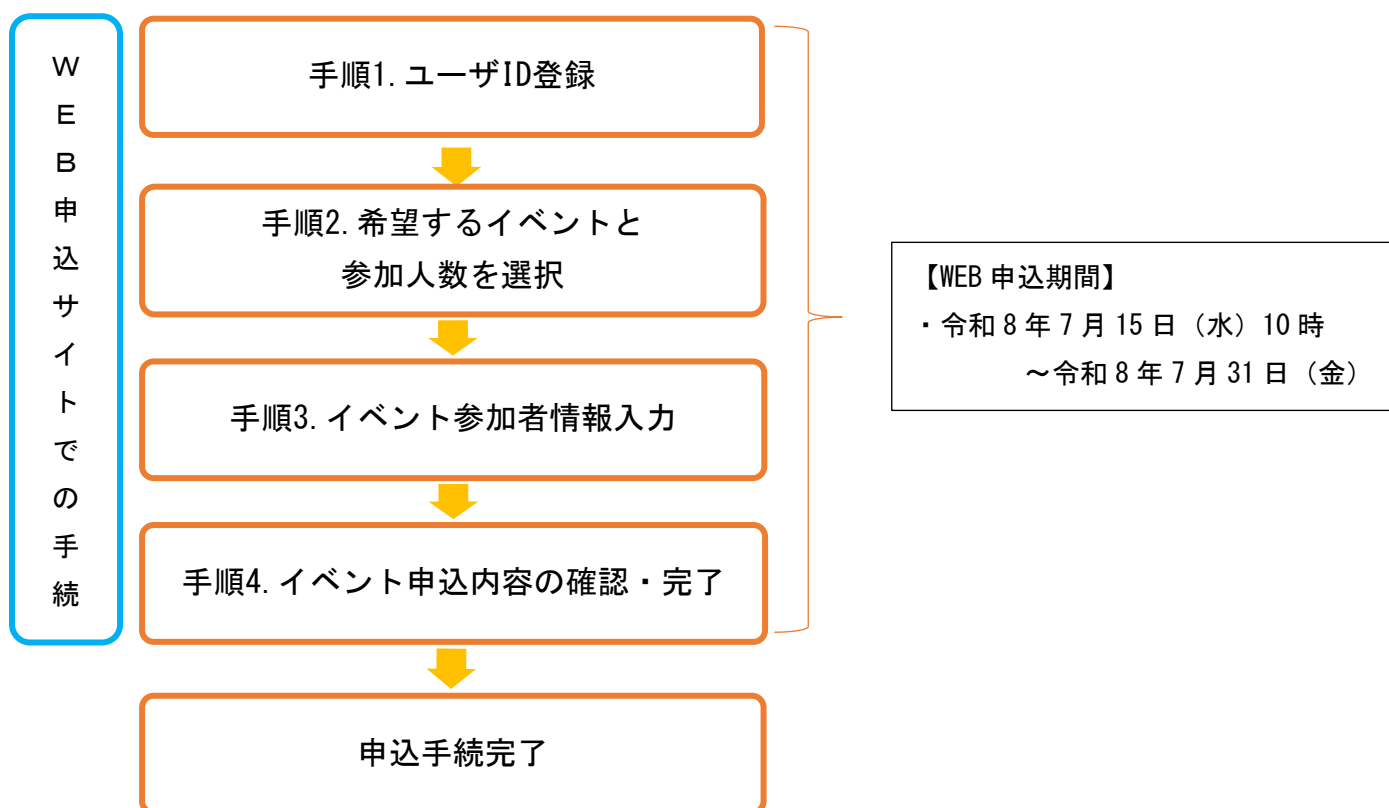 WEB申込サイトでの手続
手順1.ユーザID登録
手順2.希望するイベントと
参加人数を選択
手順3.イベント参加者情報入力
手順4.イベント申込内容の確認・完了
申込手続完了
【WEB申込期間】
・令和8年7月15日（水）10時
～令和8年7月31日（金）